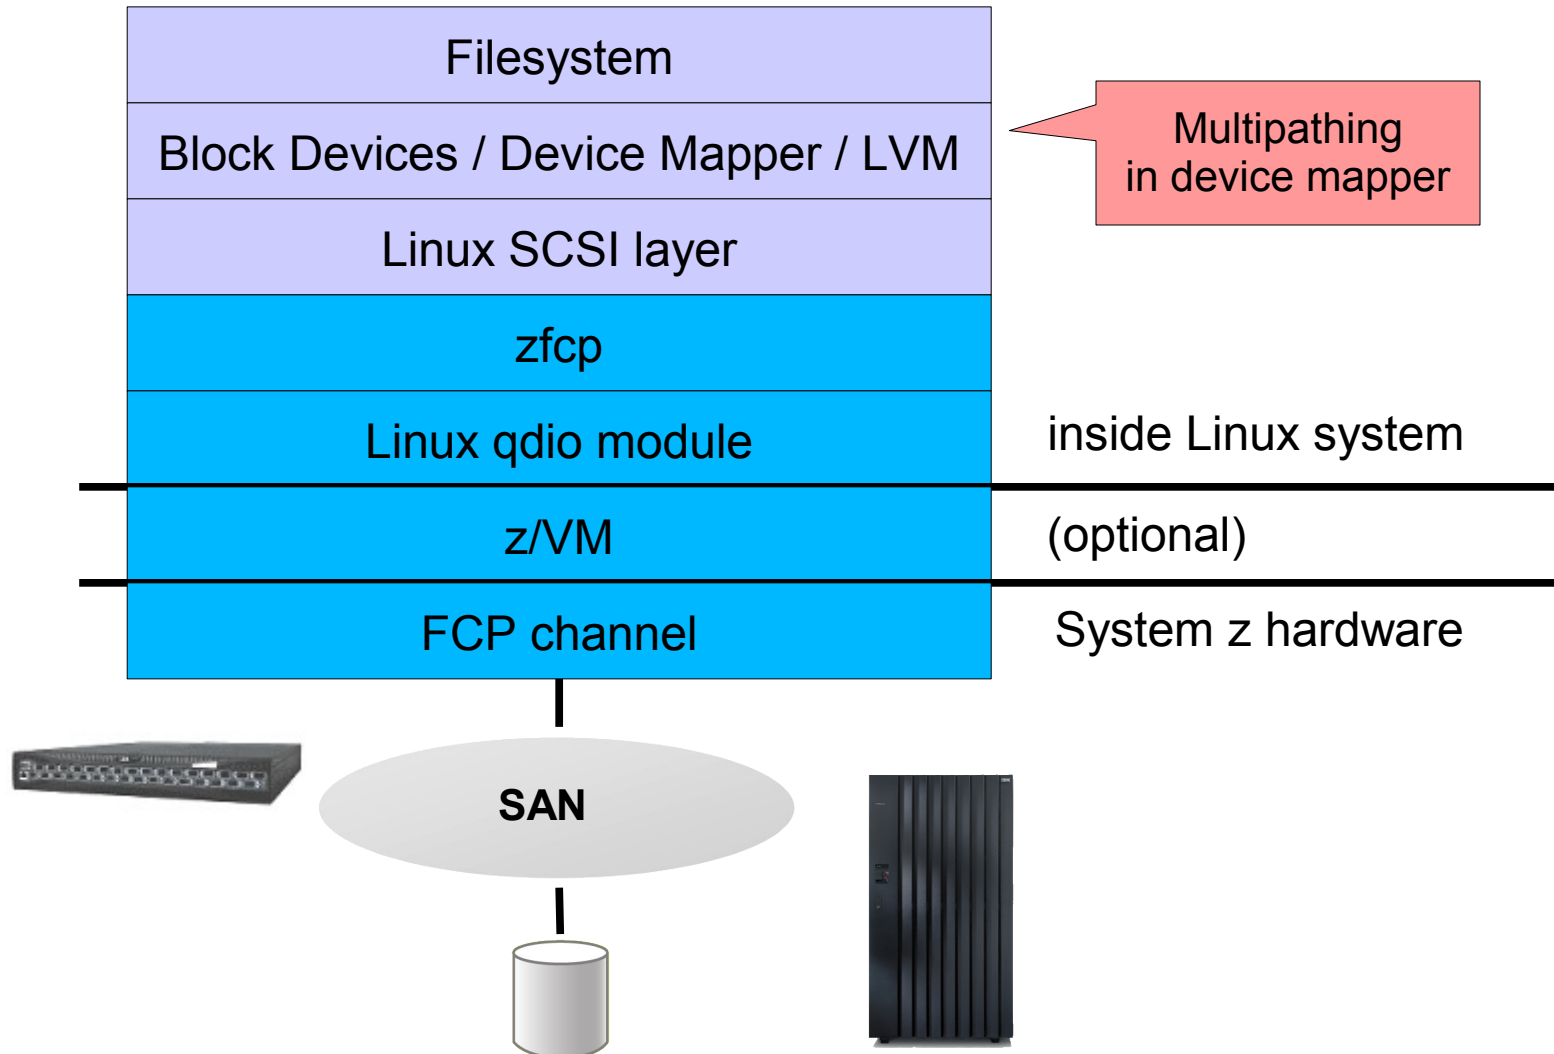 Filesystem
Block Devices / Device Mapper / LVM
Multipathing
in device mapper
Linux SCSI layer
zfcp
Linux qdio module
inside Linux system
z/VM
(optional)
FCP channel
System z hardware
SAN